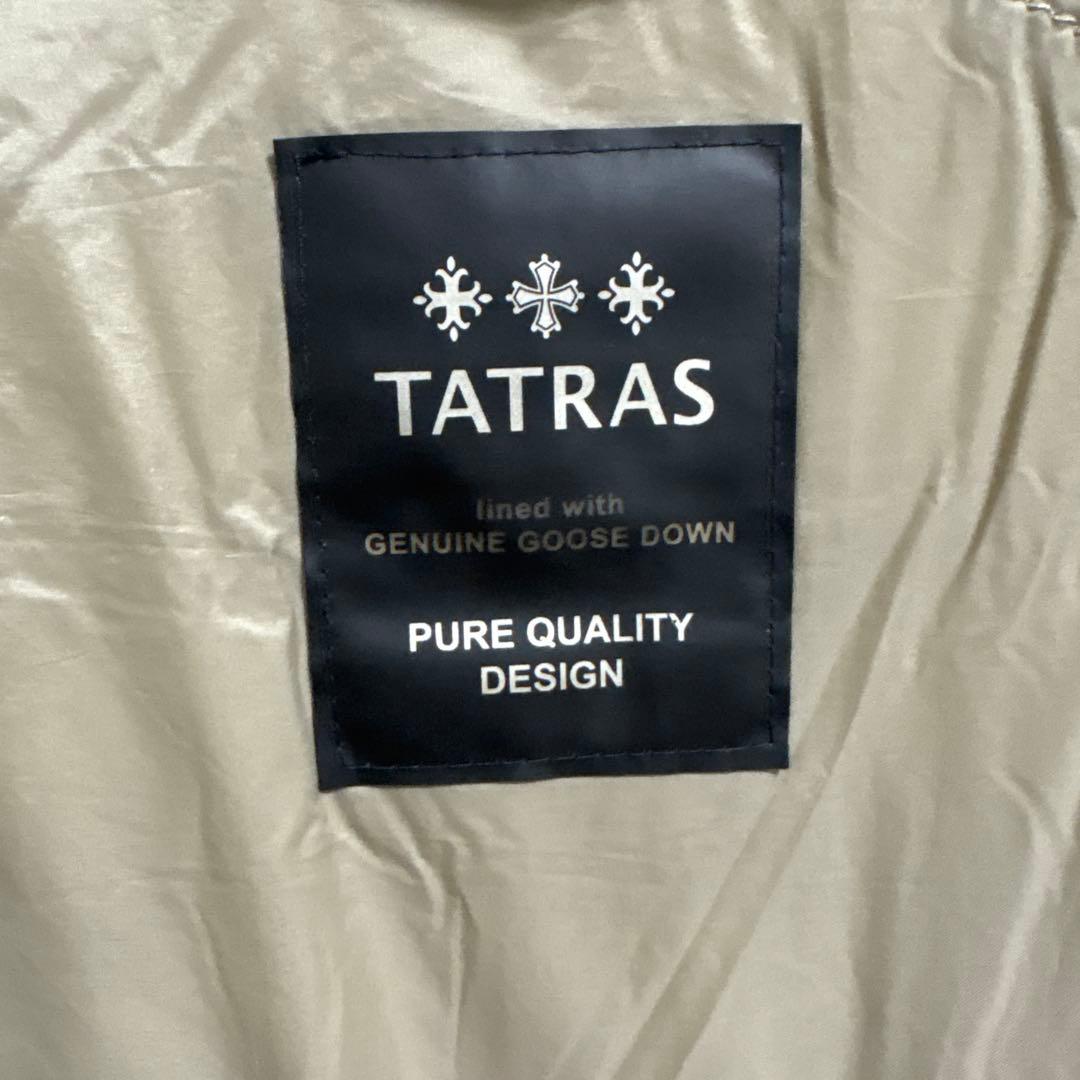 TATRAS
lined with
GENUINE GOOSE DOWN
PURE QUALITY
DESIGN